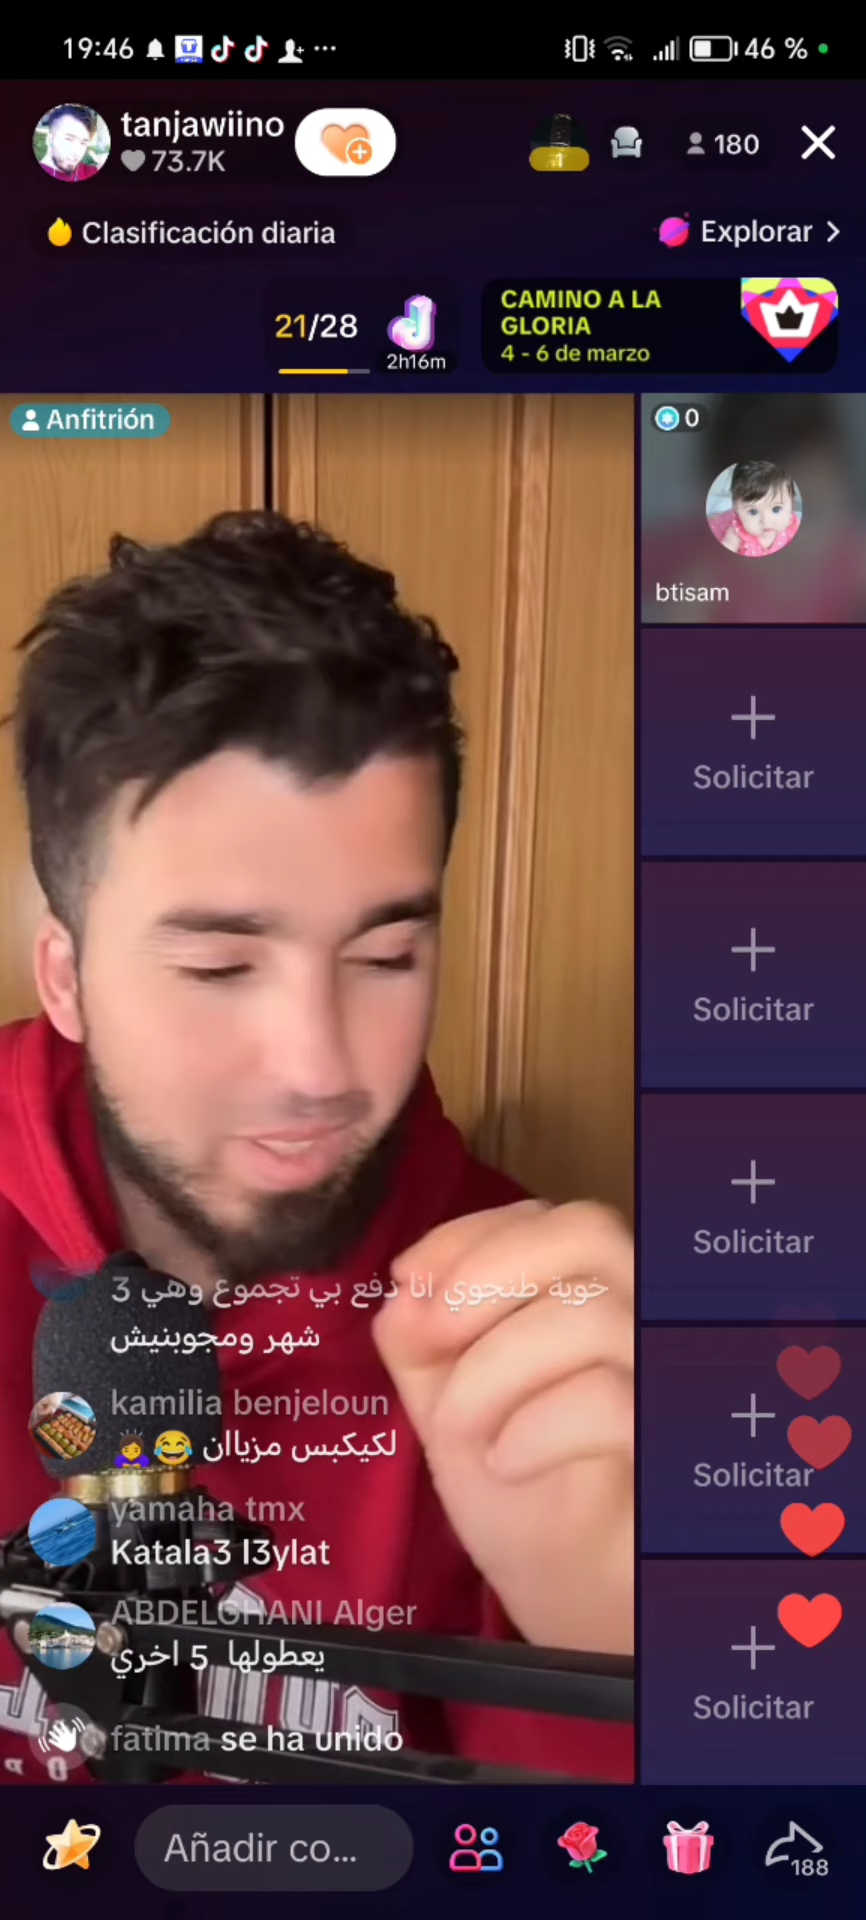 19:46
46 %
tanjawiino
73.7K
180
Clasificación diaria
Explorar
21/28
2h16m
CAMINO A LA
GLORIA
4 - 6 de marzo
Anfitrión
0
btisam
Solicitar
Solicitar
Solicitar
Solicitar
Solicitar
خوية طنجوي انا دفع بي تجموع وهي 3
شهر ومجوبنيش
kamilia benjeloun
لكيكبس مزياان 😂🙇‍♀️
yamaha tmx
Katala3 l3ylat
ABDELGHANI Alger
يعطولها 5 اخري
fatima se ha unido
Añadir co...
188